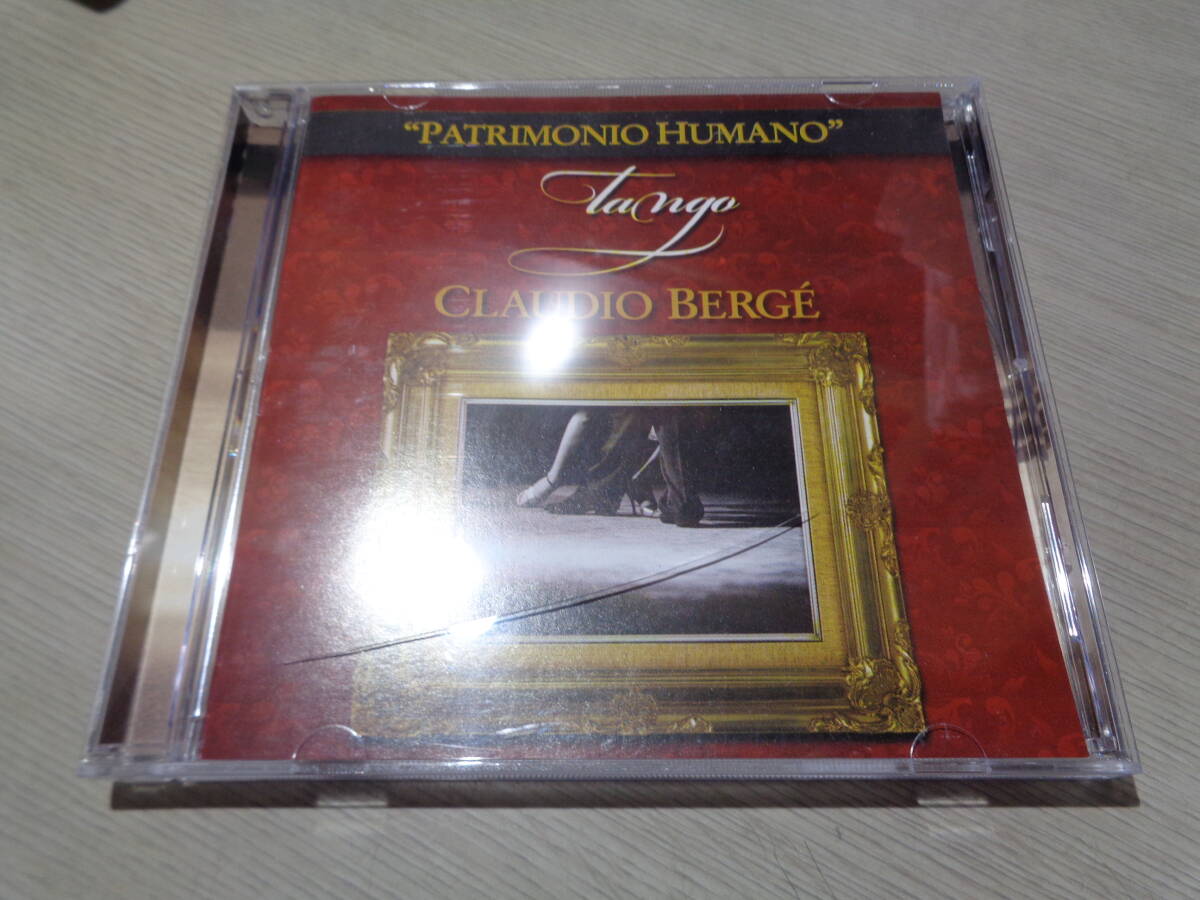 “PATRIMONIO HUMANO”
tango
CLAUDIO BERGÉ